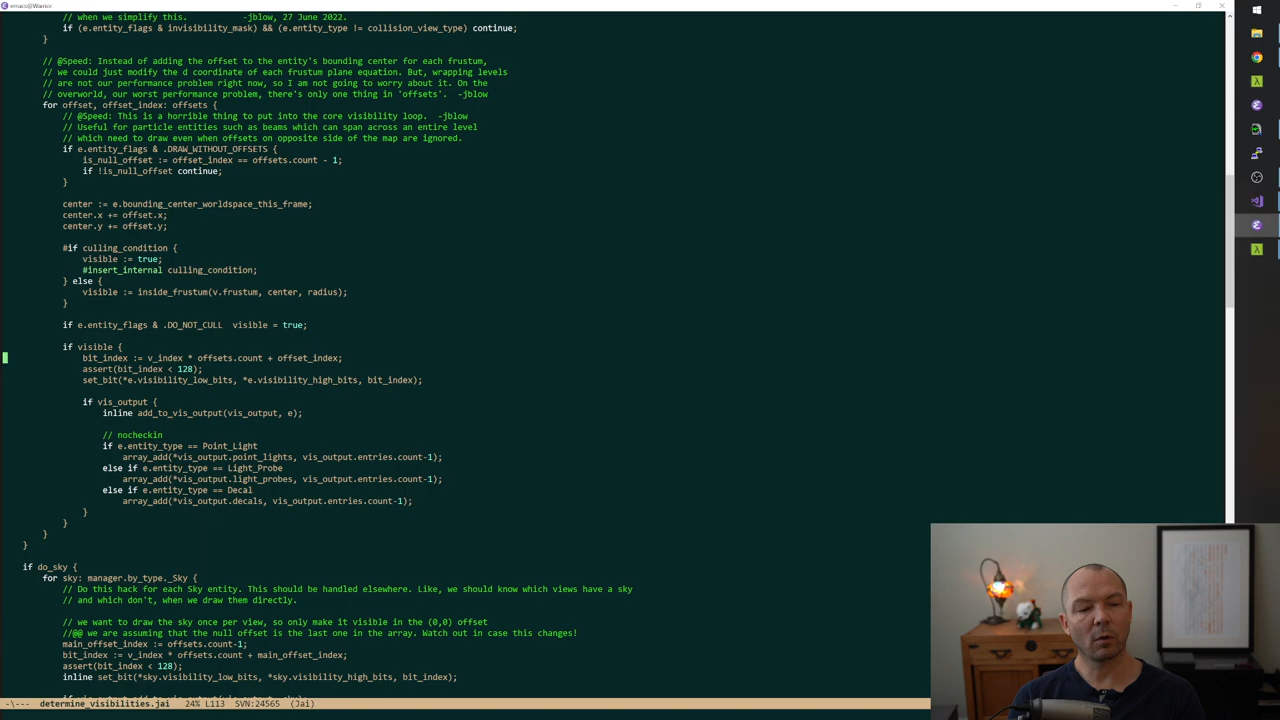 emacs@Warrior
// when we simplify this.         -jblow, 27 June 2022.
if (e.entity_flags & invisibility_mask) && (e.entity_type != collision_view_type) continue;
}
// @Speed: Instead of adding the offset to the entity's bounding center for each frustum,
// we could just modify the d coordinate of each frustum plane equation. But, wrapping levels
// are not our performance problem right now, so I am not going to worry about it. On the
// overworld, our worst performance problem, there's only one thing in 'offsets'.  -jblow
for offset, offset_index: offsets {
// @Speed: This is a horrible thing to put into the core visibility loop.  -jblow
// Useful for particle entities such as beams which can span across an entire level
// which need to draw even when offsets on opposite side of the map are ignored.
if e.entity_flags & .DRAW_WITHOUT_OFFSETS {
is_null_offset := offset_index == offsets.count - 1;
if !is_null_offset continue;
}
center := e.bounding_center_worldspace_this_frame;
center.x += offset.x;
center.y += offset.y;
#if culling_condition {
visible := true;
#insert_internal culling_condition;
} else {
visible := inside_frustum(v.frustum, center, radius);
}
if e.entity_flags & .DO_NOT_CULL  visible = true;
if visible {
bit_index := v_index * offsets.count + offset_index;
assert(bit_index < 128);
set_bit(*e.visibility_low_bits, *e.visibility_high_bits, bit_index);
if vis_output {
inline add_to_vis_output(vis_output, e);
// nocheckin
if e.entity_type == Point_Light
array_add(*vis_output.point_lights, vis_output.entries.count-1);
else if e.entity_type == Light_Probe
array_add(*vis_output.light_probes, vis_output.entries.count-1);
else if e.entity_type == Decal
array_add(*vis_output.decals, vis_output.entries.count-1);
}
}
}
}
if do_sky {
for sky: manager.by_type._Sky {
// Do this hack for each Sky entity. This should be handled elsewhere. Like, we should know which views have a sky
// and which don't, when we draw them directly.
// we want to draw the sky once per view, so only make it visible in the (0,0) offset
//@@ we are assuming that the null offset is the last one in the array. Watch out in case this changes!
main_offset_index := offsets.count-1;
bit_index := v_index * offsets.count + main_offset_index;
assert(bit_index < 128);
inline set_bit(*sky.visibility_low_bits, *sky.visibility_high_bits, bit_index);
-\---  determine_visibilities.jai   24% L113  SVN:24565  (Jai)